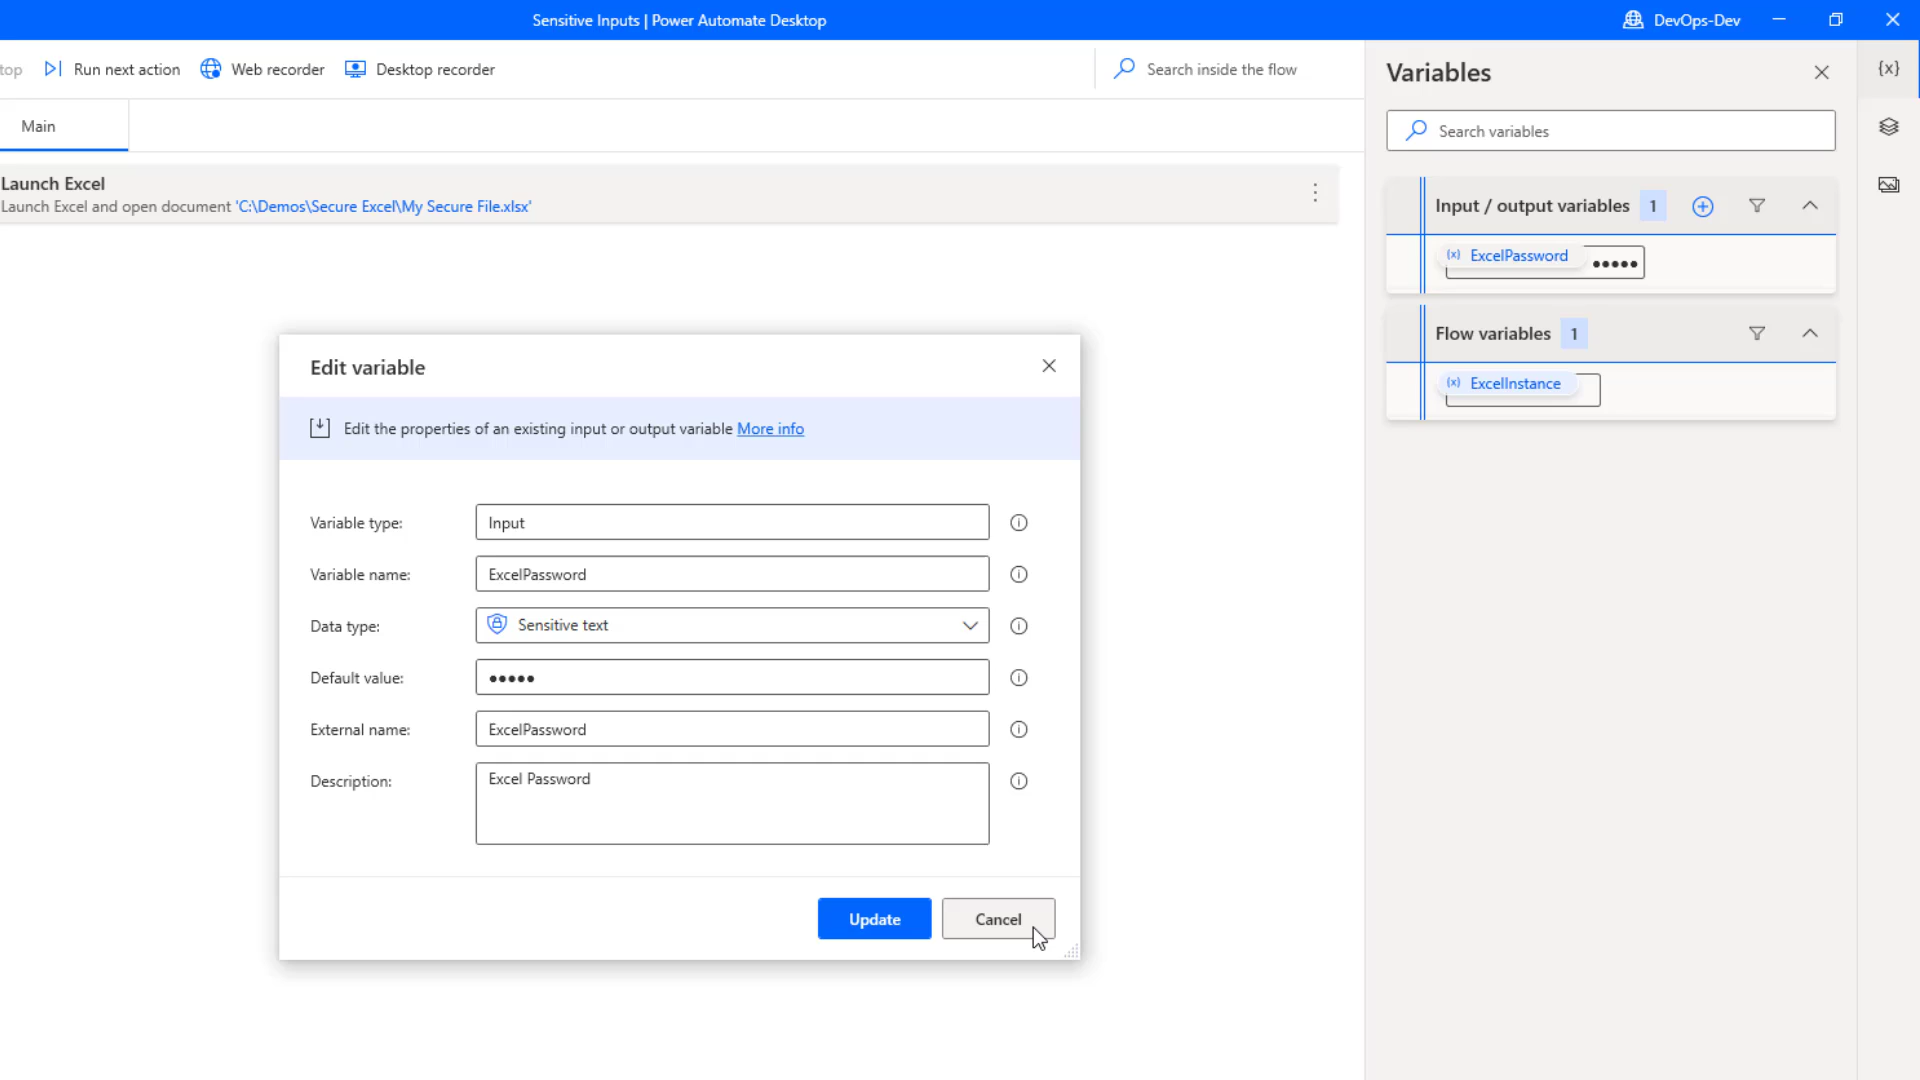 Sensitive Inputs | Power Automate Desktop
DevOps-Dev
top
Run next action
Web recorder
Desktop recorder
Search inside the flow
Main
Launch Excel
Launch Excel and open document 'C:\Demos\Secure Excel\My Secure File.xlsx'
Edit variable
Edit the properties of an existing input or output variable More info
Variable type:
Input
Variable name:
ExcelPassword
Data type:
Sensitive text
Default value:
•••••
External name:
ExcelPassword
Description:
Excel Password
Update
Cancel
Variables
{x}
Search variables
Input / output variables 1
(x) ExcelPassword •••••
Flow variables 1
(x) ExcelInstance